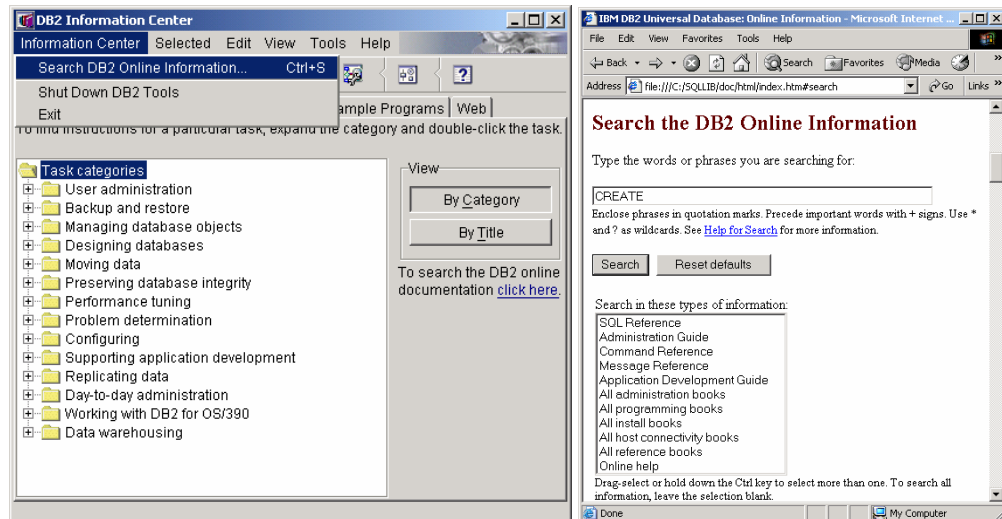 DB2 Information Center
Information Center Selected Edit View Tools Help
Search DB2 Online Information... Ctrl+S
Shut Down DB2 Tools
Exit
ample Programs Web
To find instructions for a particular task, expand the category and double-click the task.
Task categories
User administration
Backup and restore
Managing database objects
Designing databases
Moving data
Preserving database integrity
Performance tuning
Problem determination
Configuring
Supporting application development
Replicating data
Day-to-day administration
Working with DB2 for OS/390
Data warehousing
View
By Category
By Title
To search the DB2 online
documentation click here.
IBM DB2 Universal Database: Online Information - Microsoft Internet ...
File Edit View Favorites Tools Help
Back Search Favorites Media »
Address file:///C:/SQLLIB/doc/html/index.htm#search Go Links »
Search the DB2 Online Information
Type the words or phrases you are searching for:
CREATE
Enclose phrases in quotation marks. Precede important words with + signs. Use *
and ? as wildcards. See Help for Search for more information.
Search Reset defaults
Search in these types of information:
SQL Reference
Administration Guide
Command Reference
Message Reference
Application Development Guide
All administration books
All programming books
All install books
All host connectivity books
All reference books
Online help
Drag-select or hold down the Ctrl key to select more than one. To search all
information, leave the selection blank.
Done My Computer